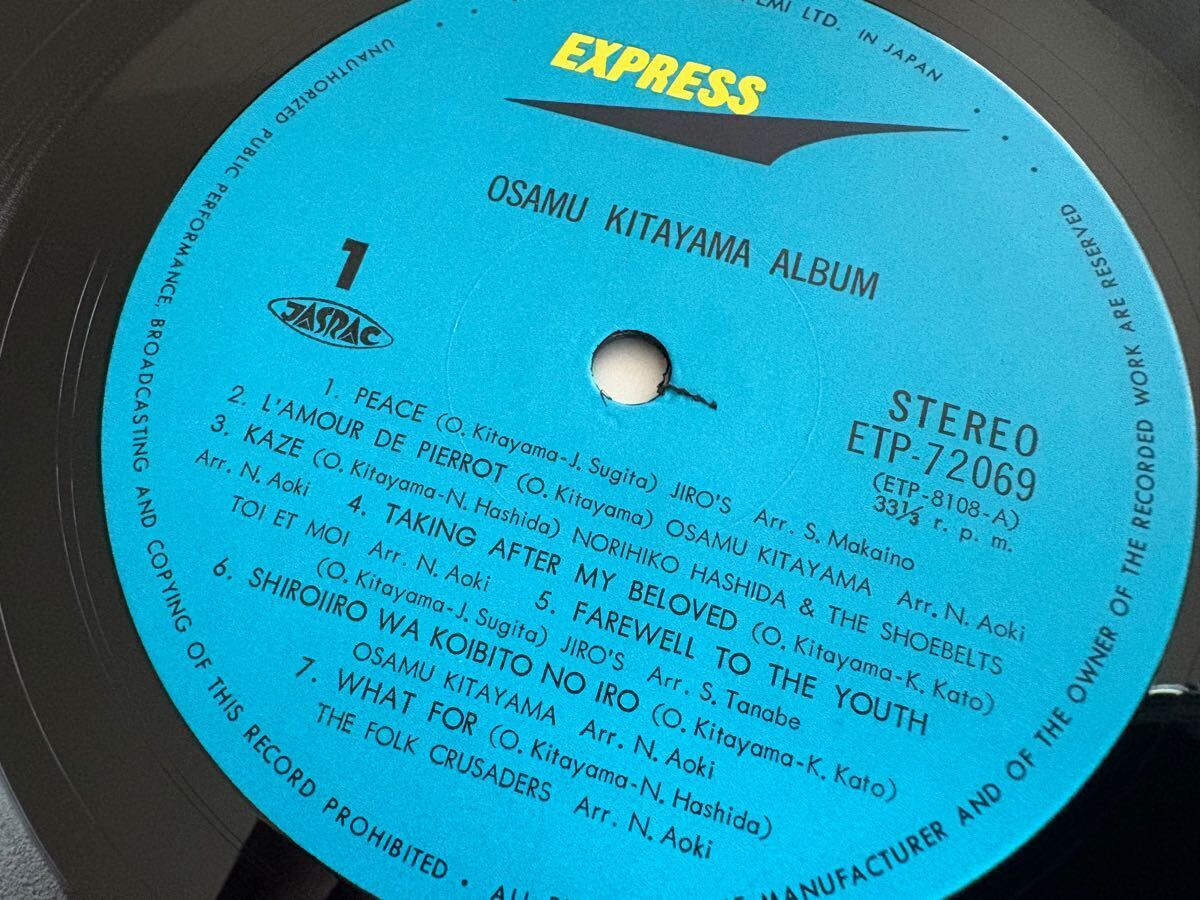 EMI LTD. IN JAPAN
EXPRESS
OSAMU KITAYAMA ALBUM
1
JASRAC
STEREO
ETP-72069
(ETP-8108-A)
33⅓ r. p. m.
1. PEACE (O. Kitayama-J. Sugita) JIRO'S Arr. S. Makaino
2. L'AMOUR DE PIERROT (O. Kitayama) OSAMU KITAYAMA Arr. N. Aoki
3. KAZE (O. Kitayama-N. Hashida) NORIHIKO HASHIDA & THE SHOEBELTS
Arr. N. Aoki 4. TAKING AFTER MY BELOVED (O. Kitayama-K. Kato)
TOI ET MOI Arr. N. Aoki 5. FAREWELL TO THE YOUTH
(O. Kitayama-J. Sugita) JIRO'S Arr. S. Tanabe
6. SHIROIIRO WA KOIBITO NO IRO (O. Kitayama-K. Kato)
OSAMU KITAYAMA Arr. N. Aoki
7. WHAT FOR (O. Kitayama-N. Hashida)
THE FOLK CRUSADERS Arr. N. Aoki
UNAUTHORIZED PUBLIC PERFORMANCE, BROADCASTING AND COPYING OF THIS RECORD PROHIBITED • ALL MANUFACTURER AND OF THE OWNER OF THE RECORDED WORK ARE RESERVED